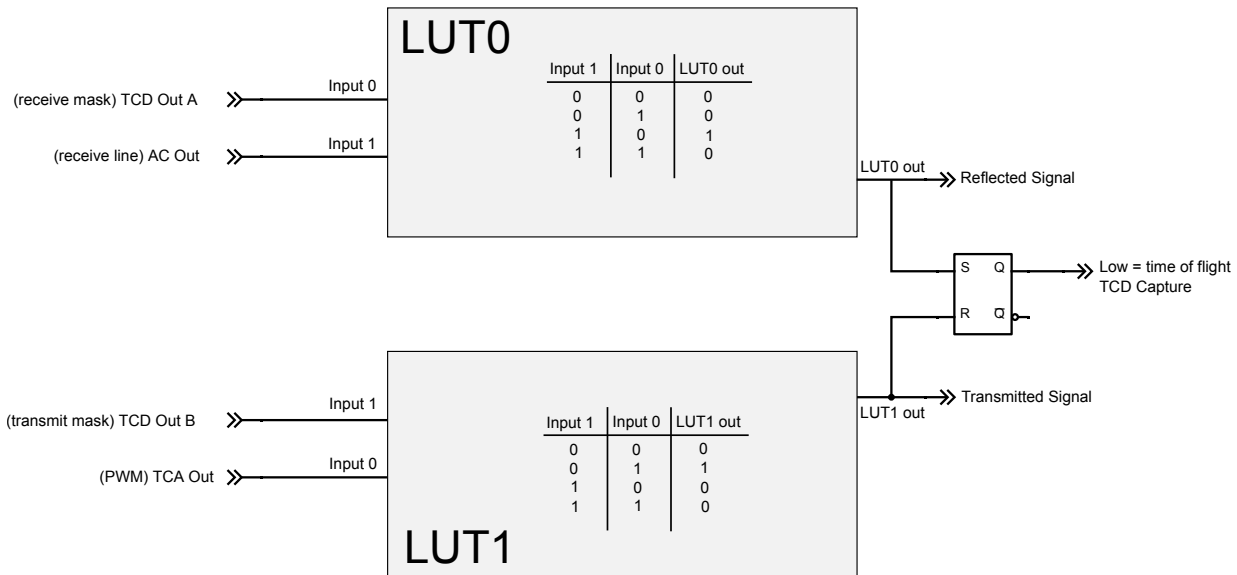 LUT0
Input 1 Input 0 LUT0 out
0 0 0
0 1 0
1 0 1
1 1 0
(receive mask) TCD Out A
Input 0
(receive line) AC Out
Input 1
LUT0 out
Reflected Signal
S Q
R Q̅
Low = time of flight
TCD Capture
(transmit mask) TCD Out B
Input 1
(PWM) TCA Out
Input 0
Input 1 Input 0 LUT1 out
0 0 0
0 1 1
1 0 0
1 1 0
LUT1
LUT1 out
Transmitted Signal